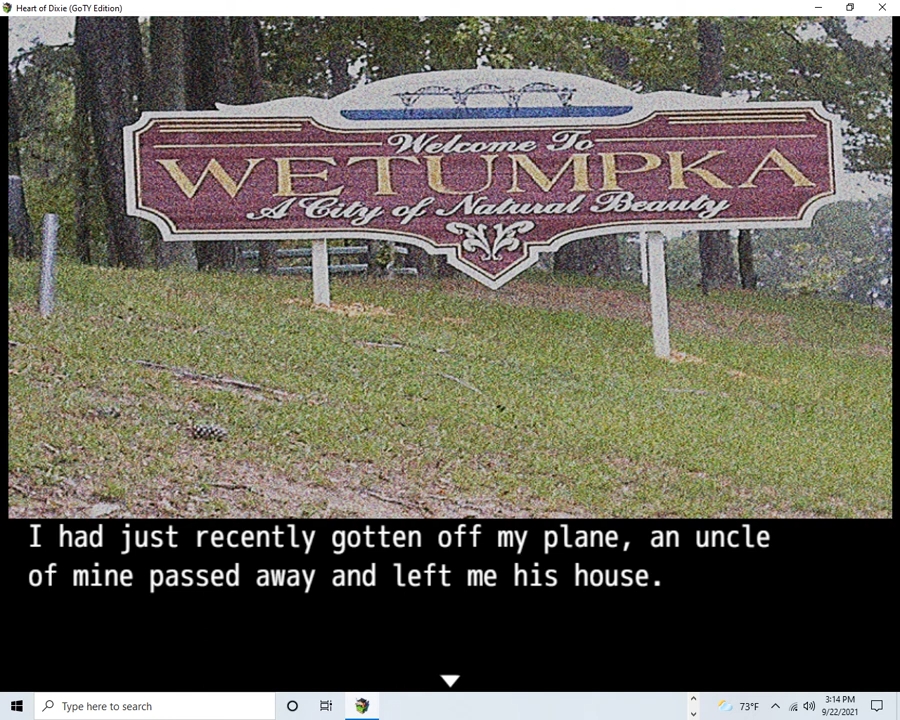 Heart of Dixie (GoTY Edition)
Welcome To
WETUMPKA
A City of Natural Beauty
I had just recently gotten off my plane, an uncle
of mine passed away and left me his house.
Type here to search
73°F
3:14 PM
9/22/2021